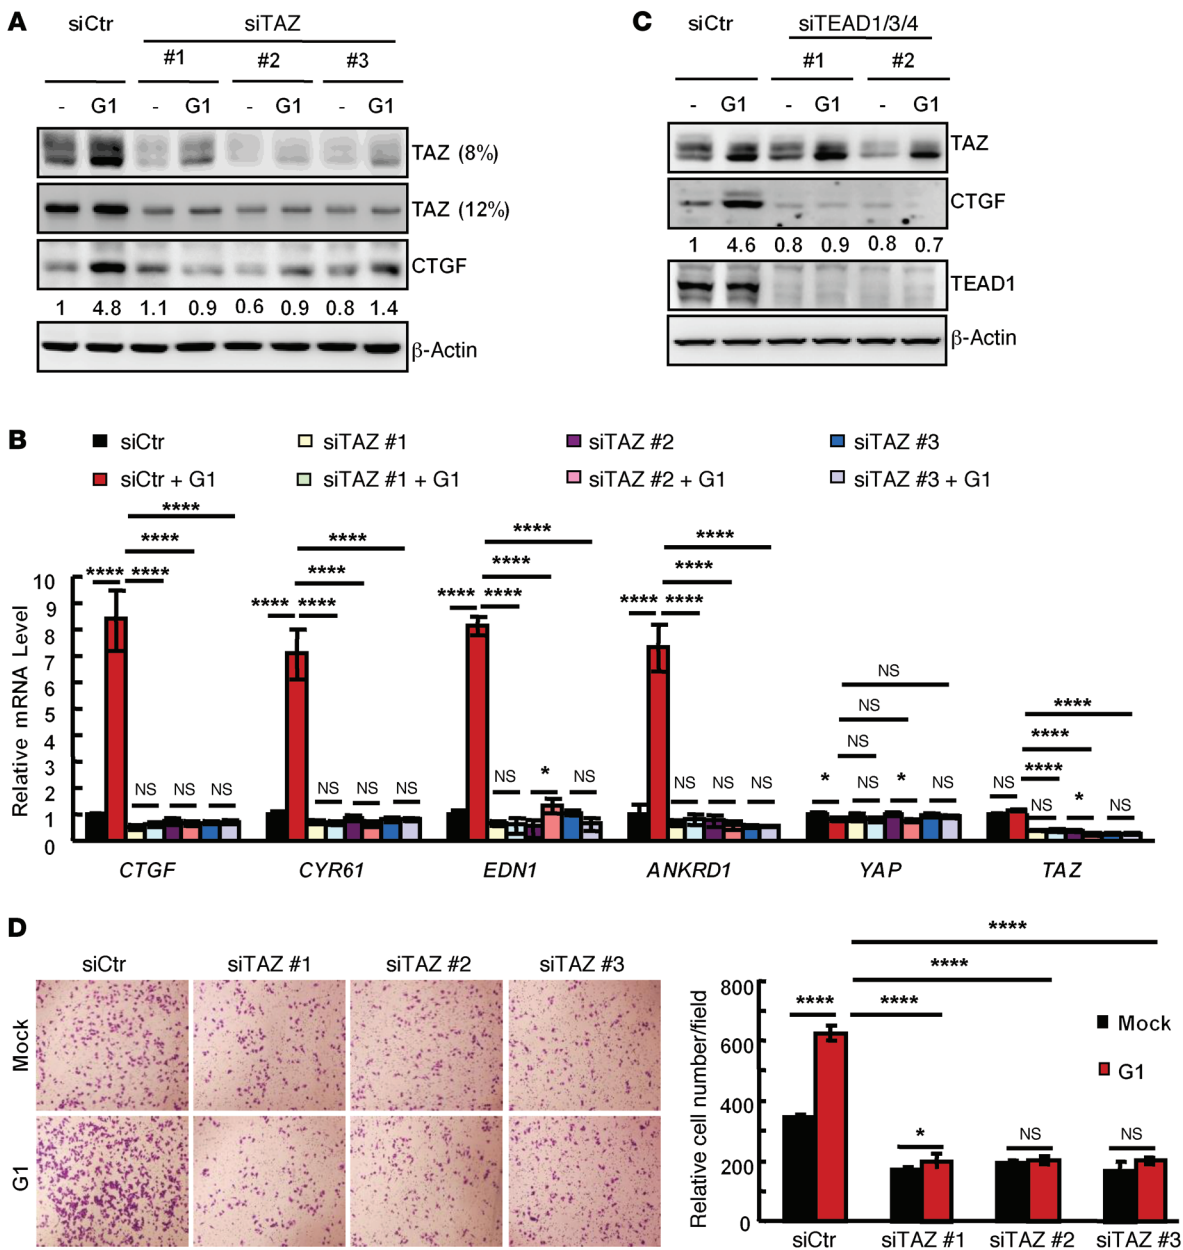 A
siCtr
siTAZ
#1
#2
#3
- G1 - G1 - G1 - G1
TAZ (8%)
TAZ (12%)
CTGF
1 4.8 1.1 0.9 0.6 0.9 0.8 1.4
β-Actin
C
siCtr
siTEAD1/3/4
#1
#2
- G1 - G1 - G1
TAZ
CTGF
1 4.6 0.8 0.9 0.8 0.7
TEAD1
β-Actin
B
siCtr
siTAZ #1
siTAZ #2
siTAZ #3
siCtr + G1
siTAZ #1 + G1
siTAZ #2 + G1
siTAZ #3 + G1
Relative mRNA Level
10
9
8
7
6
5
4
3
2
1
0
****
****
**** ****
NS NS NS
CTGF
****
****
**** ****
NS NS NS
CYR61
****
****
**** ****
NS * NS
EDN1
****
****
**** ****
NS NS NS
ANKRD1
NS
NS
NS
* NS * NS
YAP
****
****
****
NS NS * NS
TAZ
D
siCtr
siTAZ #1
siTAZ #2
siTAZ #3
Mock
G1
Relative cell number/field
800
600
400
200
0
****
****
**** ****
* NS NS
Mock
G1
siCtr
siTAZ #1
siTAZ #2
siTAZ #3